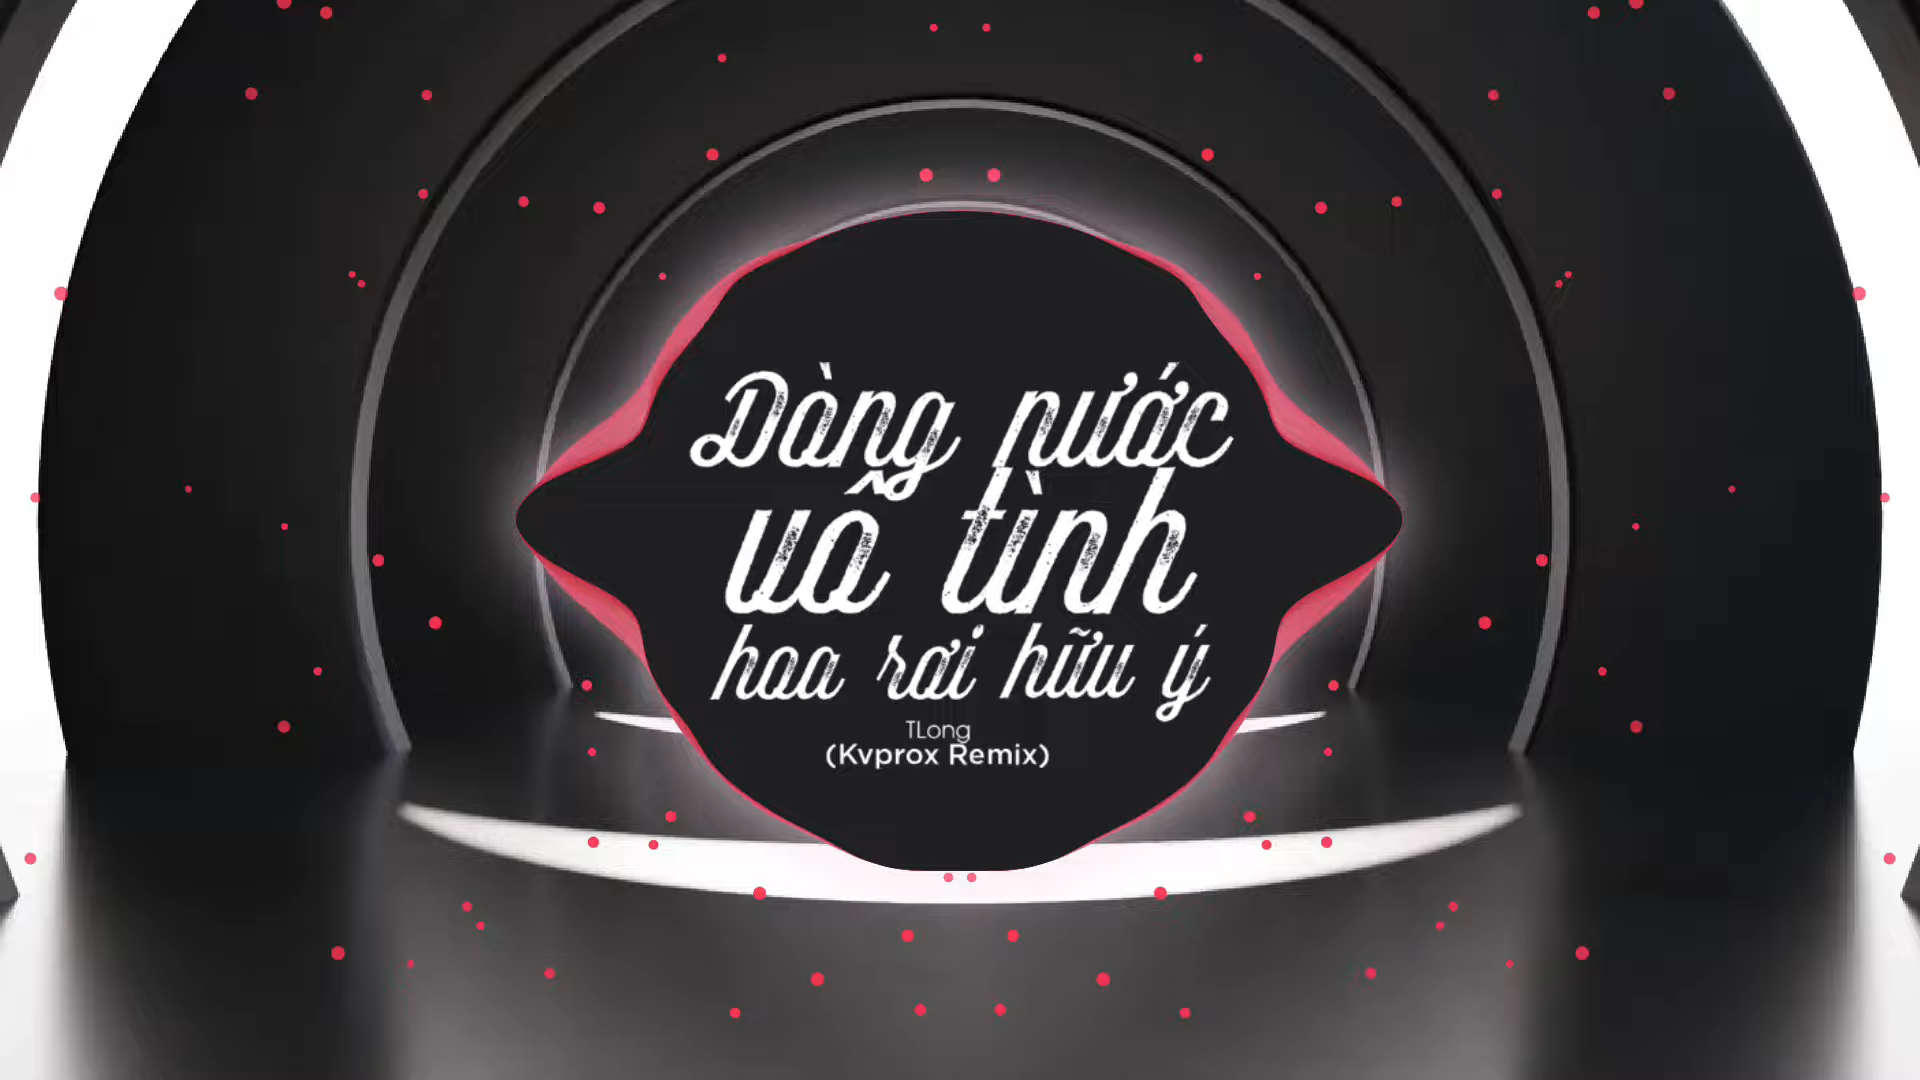 Dòng nước
vô tình
hoa rơi hữu ý
TLong
(Kvprox Remix)